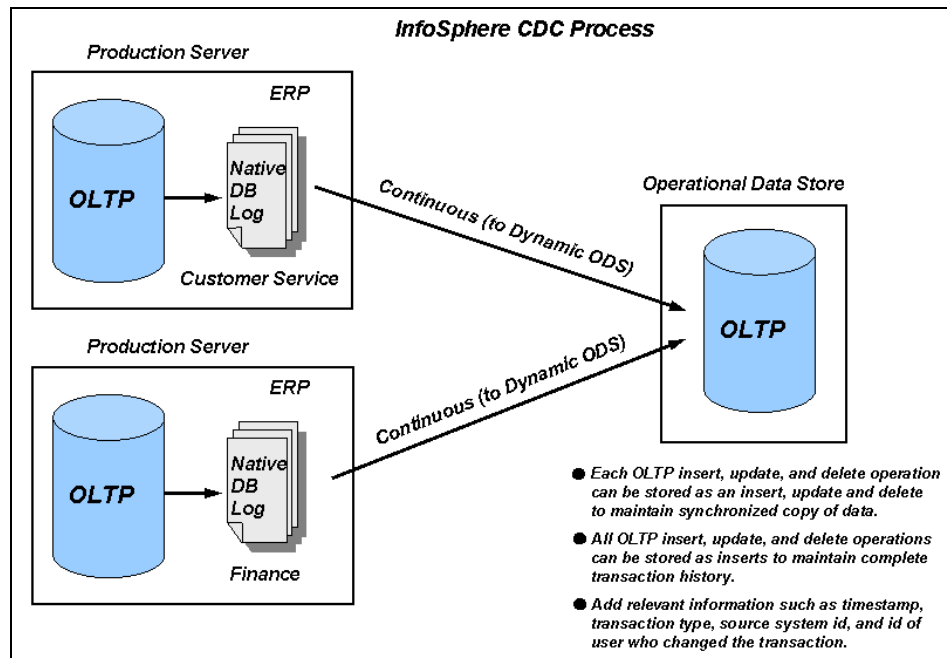 InfoSphere CDC Process
Production Server
ERP
OLTP
Native
DB
Log
Customer Service
Continuous (to Dynamic ODS)
Operational Data Store
OLTP
Production Server
ERP
OLTP
Native
DB
Log
Finance
Continuous (to Dynamic ODS)
● Each OLTP insert, update, and delete operation
can be stored as an insert, update and delete
to maintain synchronized copy of data.
● All OLTP insert, update, and delete operations
can be stored as inserts to maintain complete
transaction history.
● Add relevant information such as timestamp,
transaction type, source system id, and id of
user who changed the transaction.